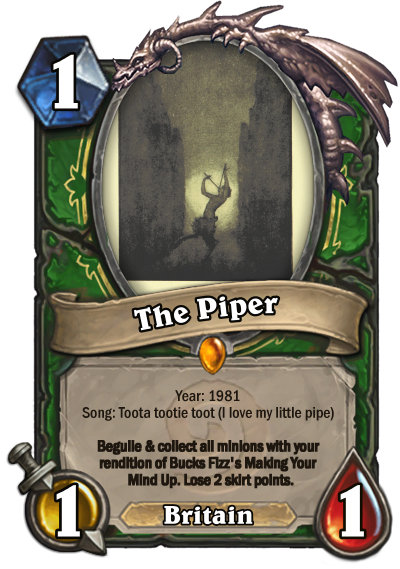 1
The Piper
Year: 1981
Song: Toota tootie toot (I love my little pipe)
Beguile & collect all minions with your
rendition of Bucks Fizz's Making Your
Mind Up. Lose 2 skirt points.
1
Britain
1